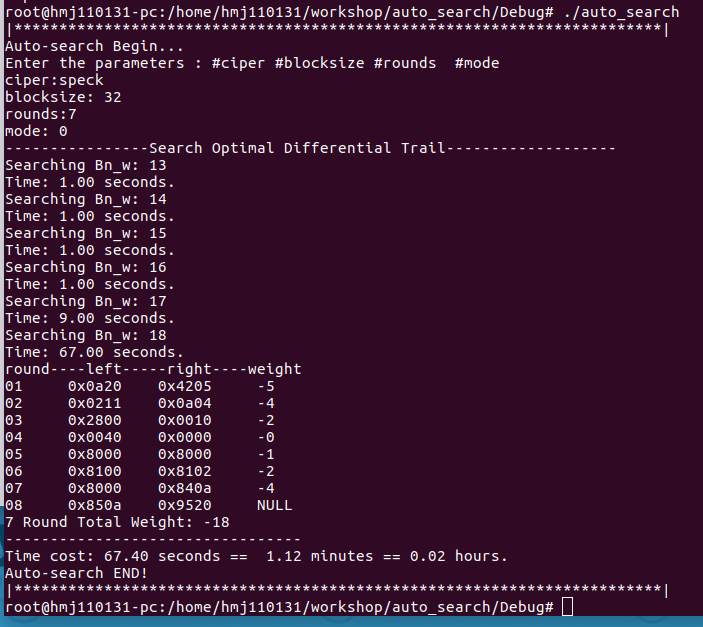 root@hmj110131-pc:/home/hmj110131/workshop/auto_search/Debug# ./auto_search
|************************************************************************|
Auto-search Begin...
Enter the parameters : #ciper #blocksize #rounds  #mode
ciper:speck
blocksize: 32
rounds:7
mode: 0
----------------Search Optimal Differential Trail-------------------
Searching Bn_w: 13
Time: 1.00 seconds.
Searching Bn_w: 14
Time: 1.00 seconds.
Searching Bn_w: 15
Time: 1.00 seconds.
Searching Bn_w: 16
Time: 1.00 seconds.
Searching Bn_w: 17
Time: 9.00 seconds.
Searching Bn_w: 18
Time: 67.00 seconds.
round----left-----right----weight
01     0x0a20    0x4205     -5
02     0x0211    0x0a04     -4
03     0x2800    0x0010     -2
04     0x0040    0x0000     -0
05     0x8000    0x8000     -1
06     0x8100    0x8102     -2
07     0x8000    0x840a     -4
08     0x850a    0x9520     NULL
7 Round Total Weight: -18
---------------------------------
Time cost: 67.40 seconds ==  1.12 minutes == 0.02 hours.
Auto-search END!
|************************************************************************|
root@hmj110131-pc:/home/hmj110131/workshop/auto_search/Debug#